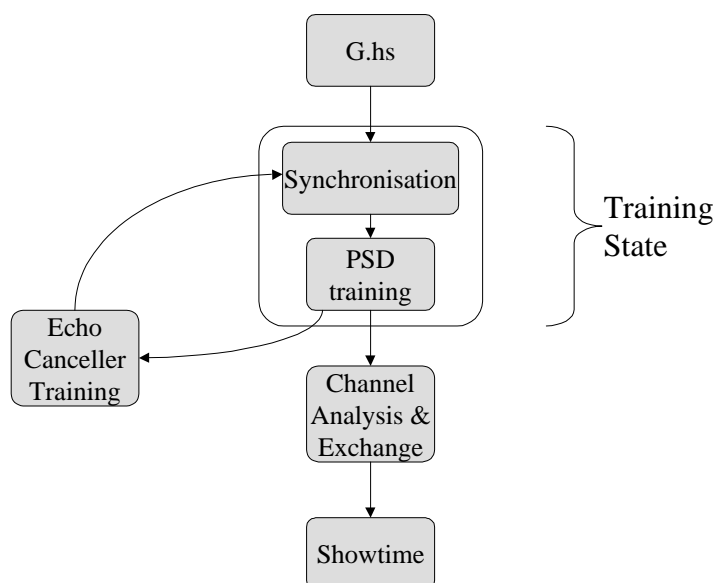 G.hs
Synchronisation
PSD
training
Training
State
Echo
Canceller
Training
Channel
Analysis &
Exchange
Showtime